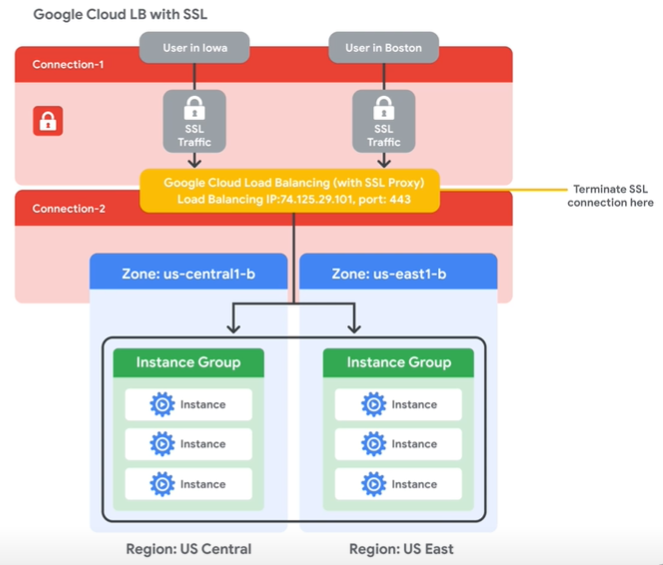 Google Cloud LB with SSL
User in Iowa
User in Boston
Connection-1
SSL
Traffic
SSL
Traffic
Google Cloud Load Balancing (with SSL Proxy)
Load Balancing IP:74.125.29.101, port: 443
Terminate SSL
connection here
Connection-2
Zone: us-central1-b
Zone: us-east1-b
Instance Group
Instance
Instance
Instance
Instance Group
Instance
Instance
Instance
Region: US Central
Region: US East